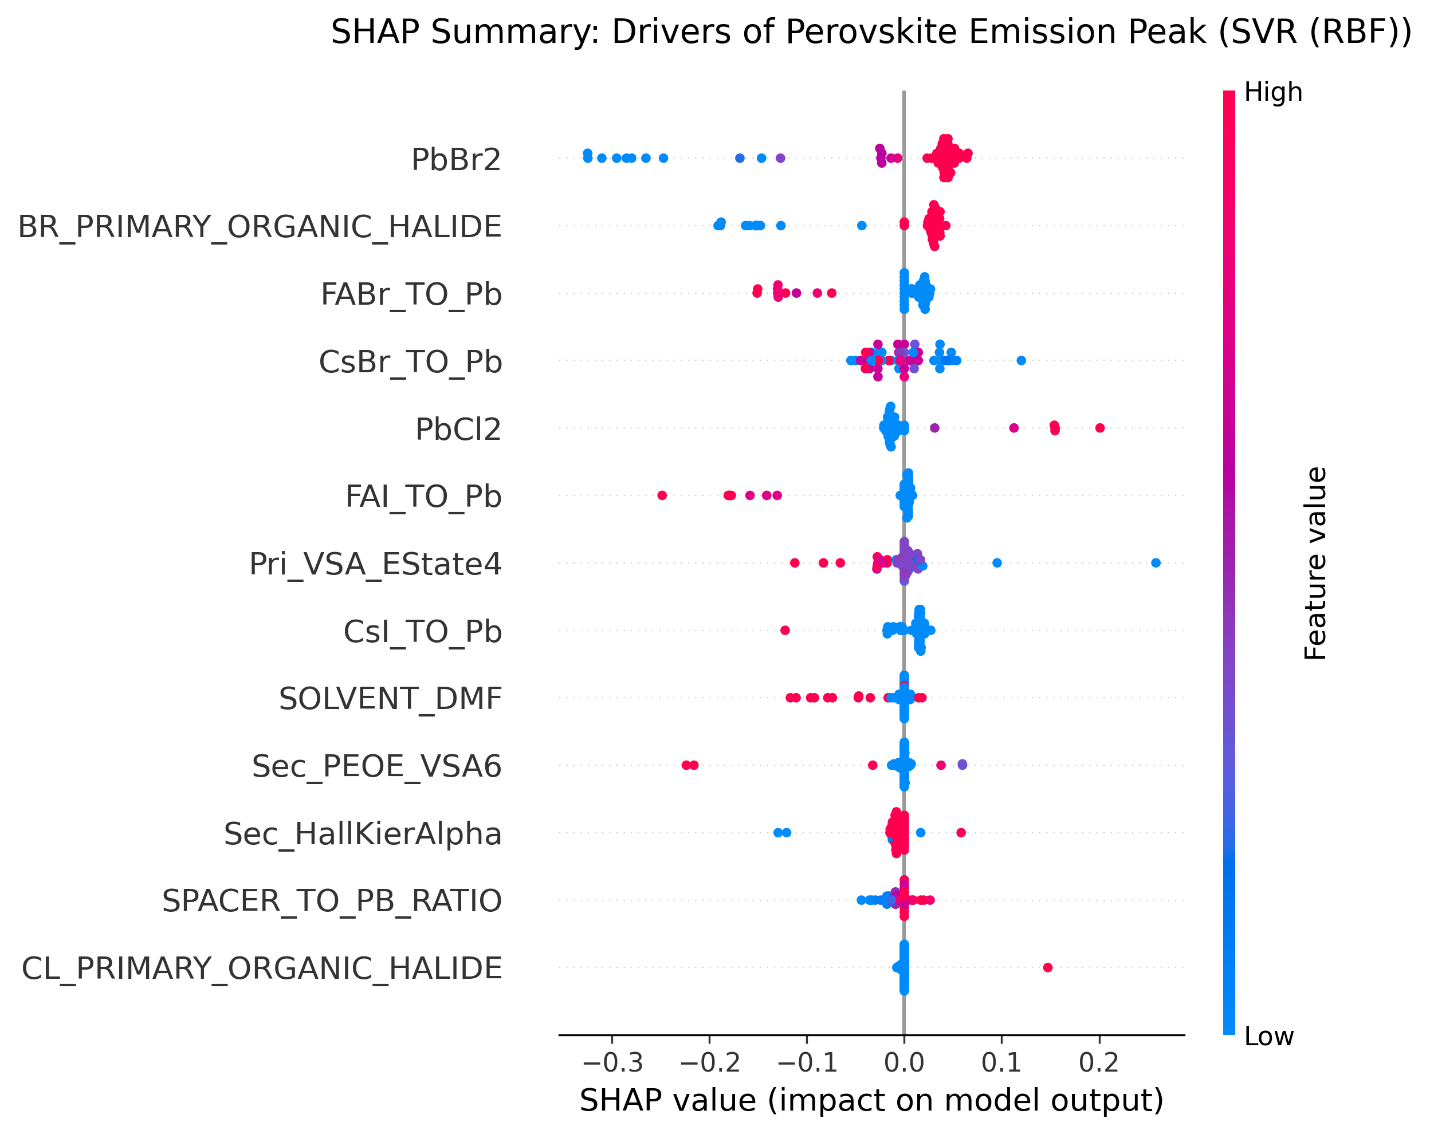 SHAP Summary: Drivers of Perovskite Emission Peak (SVR (RBF))
High
PbBr2
BR_PRIMARY_ORGANIC_HALIDE
FABr_TO_Pb
CsBr_TO_Pb
PbCl2
FAI_TO_Pb
Pri_VSA_EState4
CsI_TO_Pb
SOLVENT_DMF
Sec_PEOE_VSA6
Sec_HallKierAlpha
SPACER_TO_PB_RATIO
CL_PRIMARY_ORGANIC_HALIDE
Feature value
Low
−0.3 −0.2 −0.1 0.0 0.1 0.2
SHAP value (impact on model output)